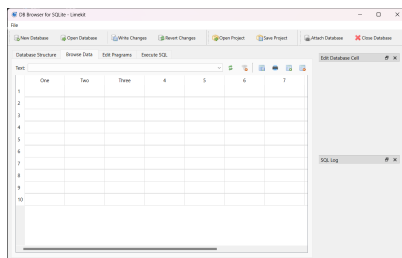 DB Browser for SQLite - Limekit
File
New Database Open Database Write Changes Revert Changes Open Project Save Project Attach Database Close Database
Database Structure Browse Data Edit Pragrams Execute SQL
Edit Database Cell
Text:
One Two Three 4 5 6 7
1
2
3
4
5
6
SQL Log
7
8
9
10